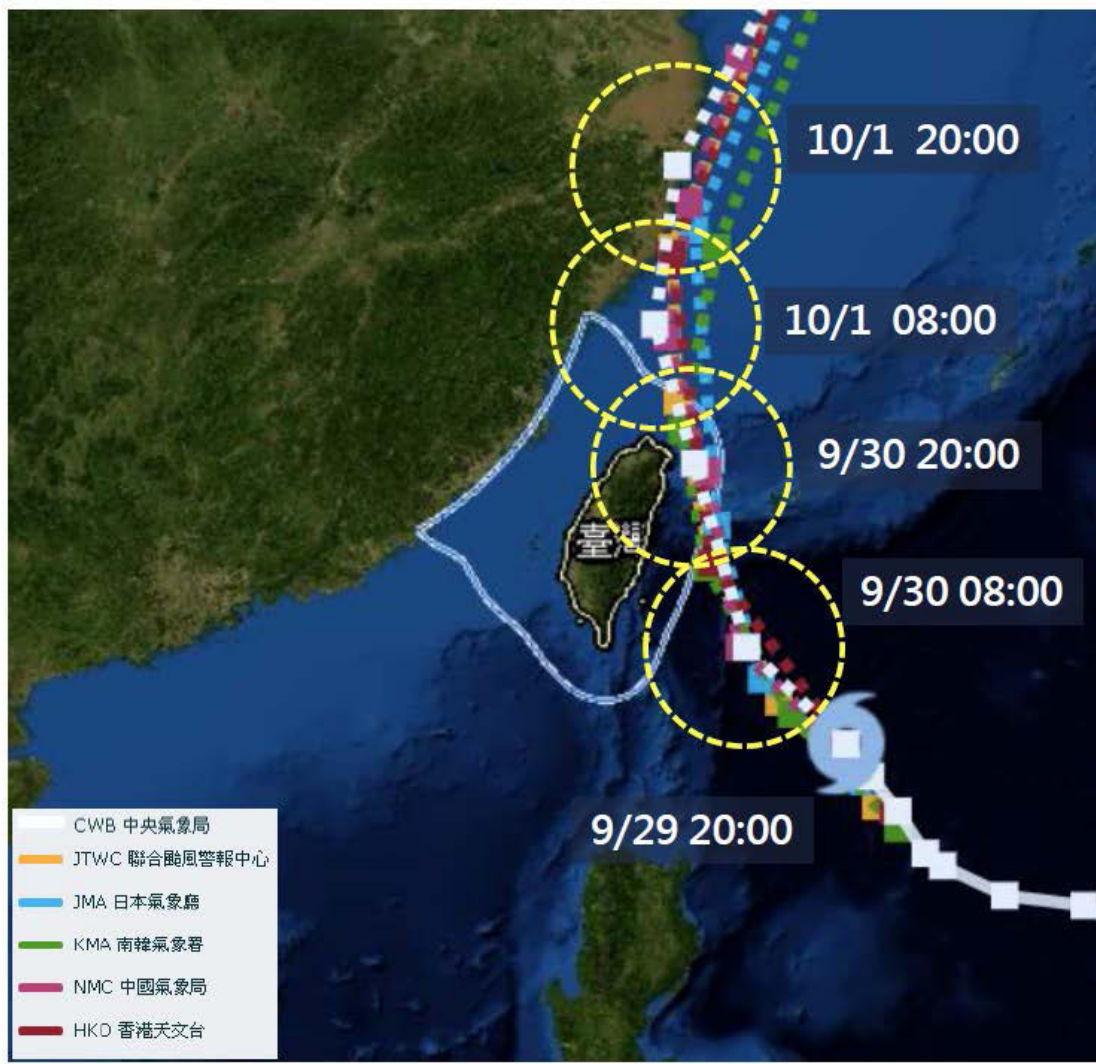 10/1 20:00
10/1 08:00
9/30 20:00
臺灣
9/30 08:00
9/29 20:00
CWB 中央氣象局
JTWC 聯合颱風警報中心
JMA 日本氣象廳
KMA 南韓氣象署
NMC 中國氣象局
HKO 香港天文台